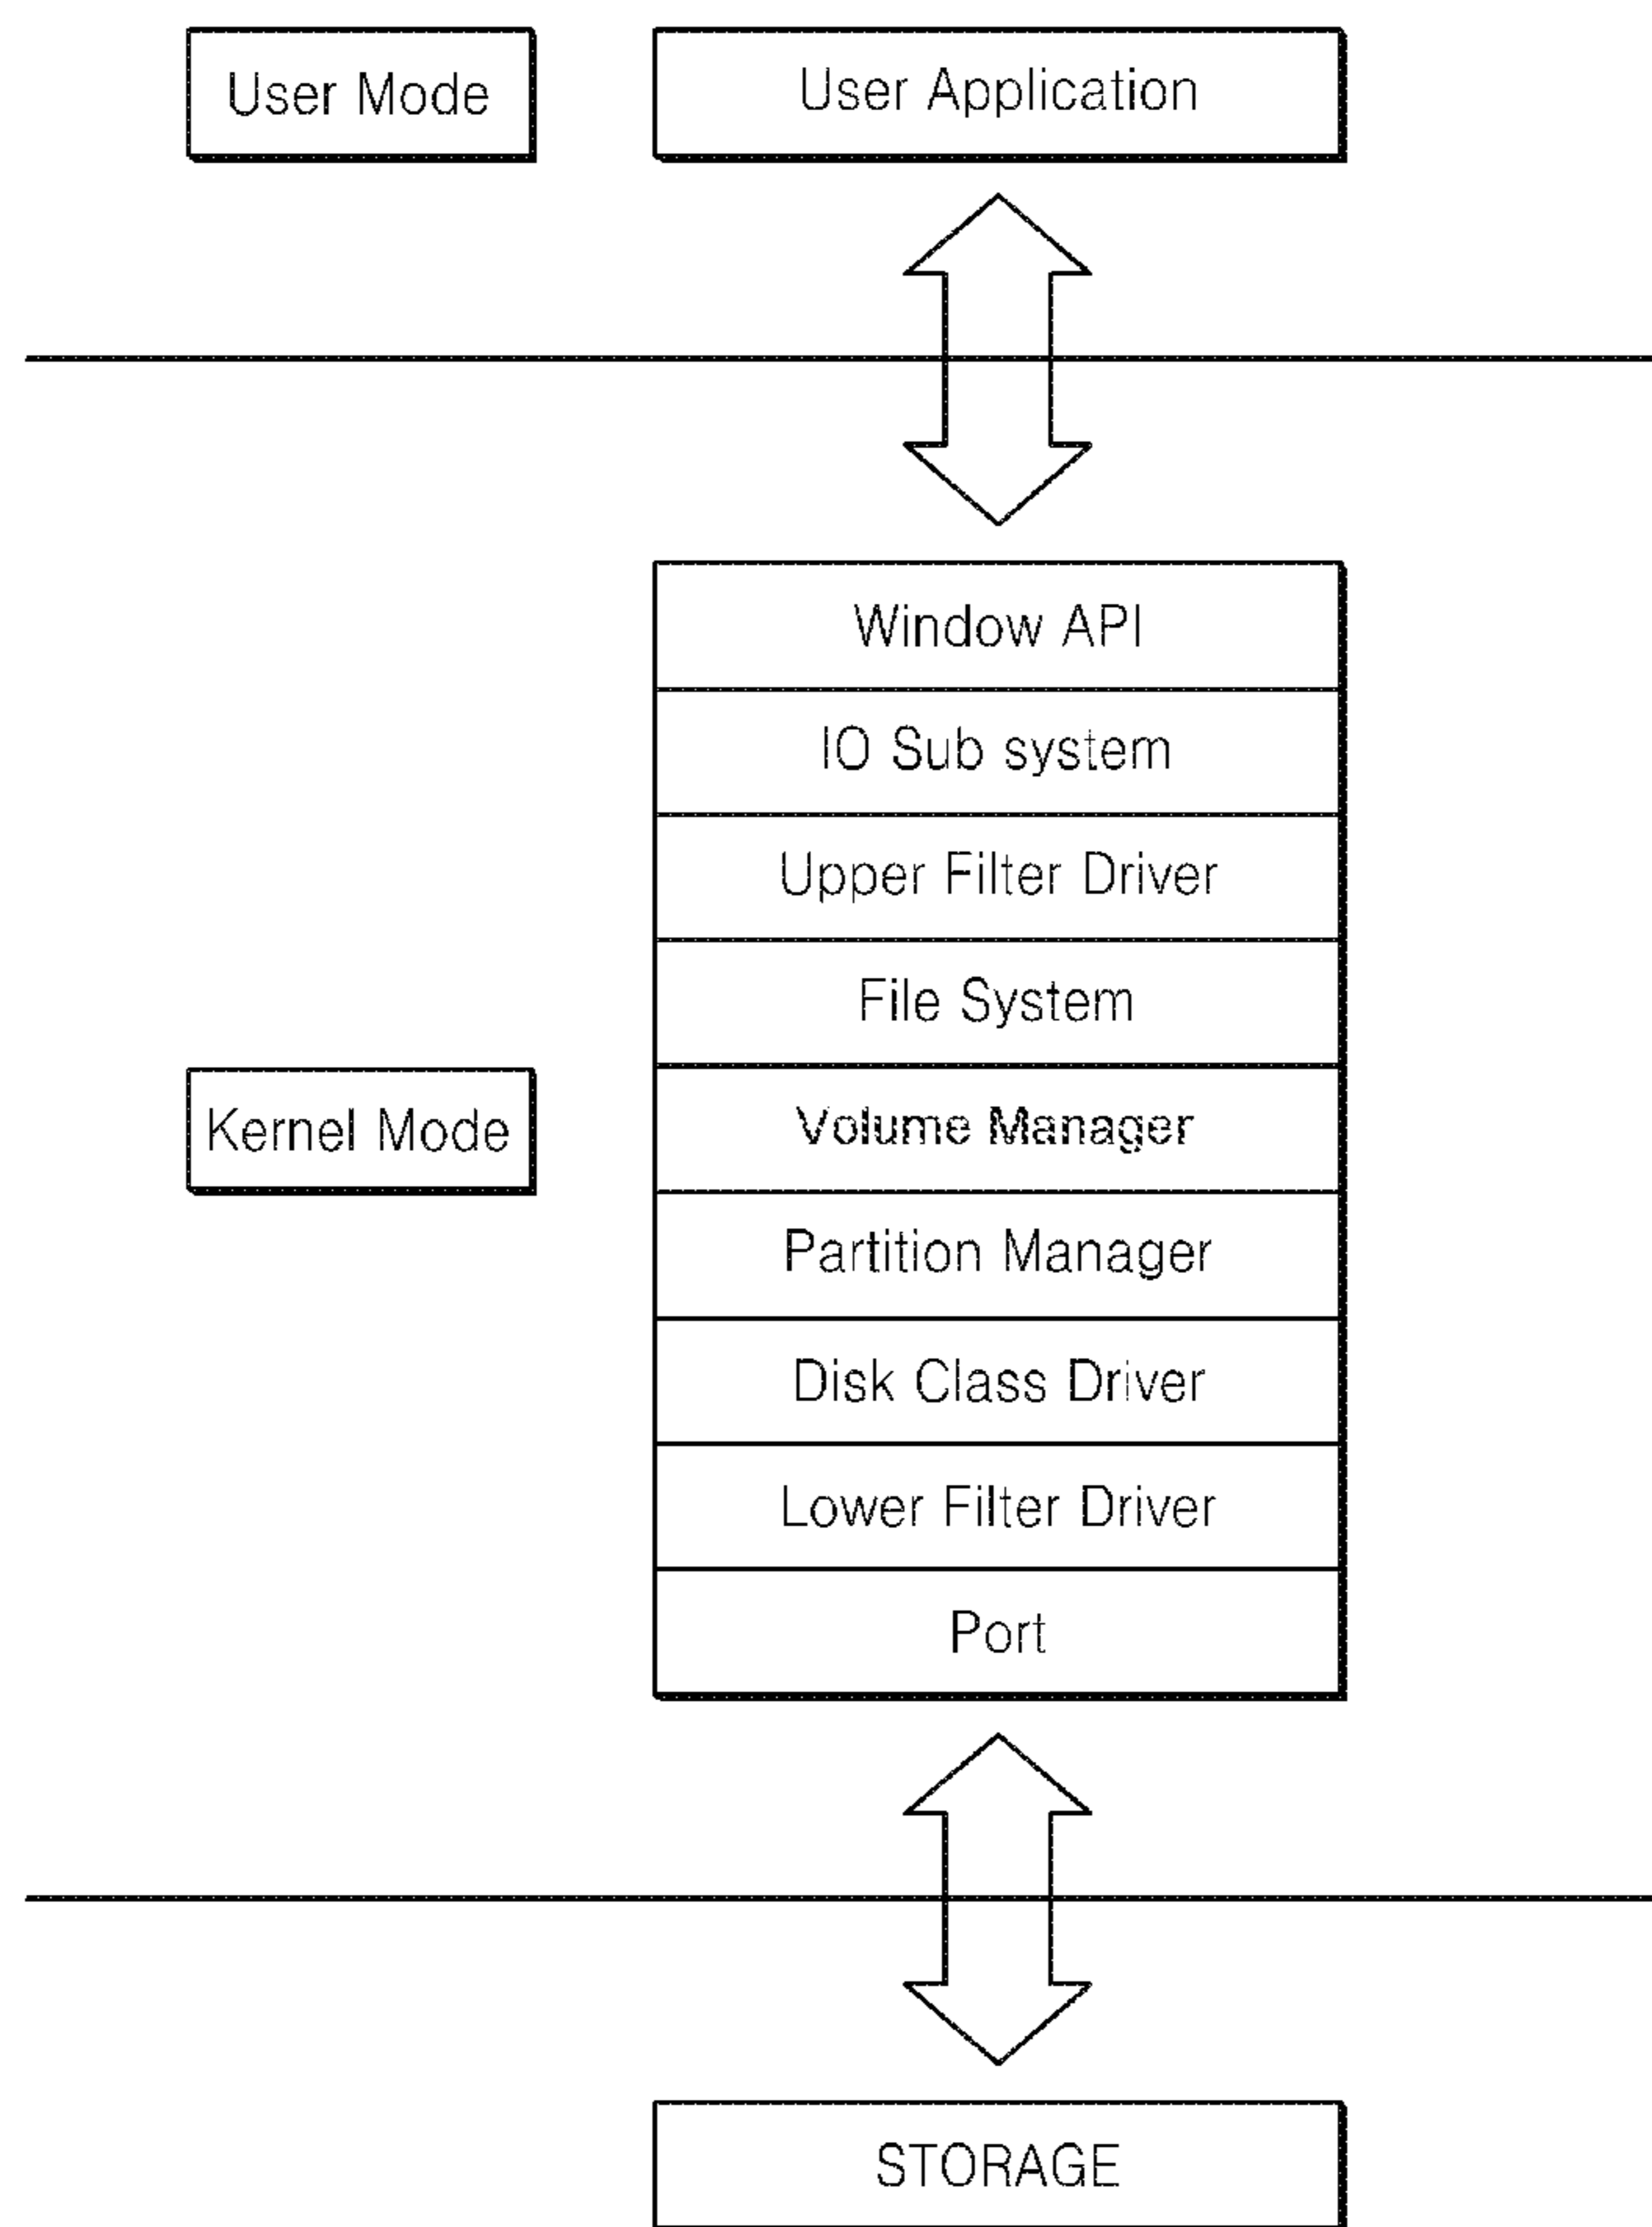 User Mode
User Application
Window API
IO Sub system
Upper Filter Driver
File System
Kernel Mode
Volume Manager
Partition Manager
Disk Class Driver
Lower Filter Driver
Port
STORAGE